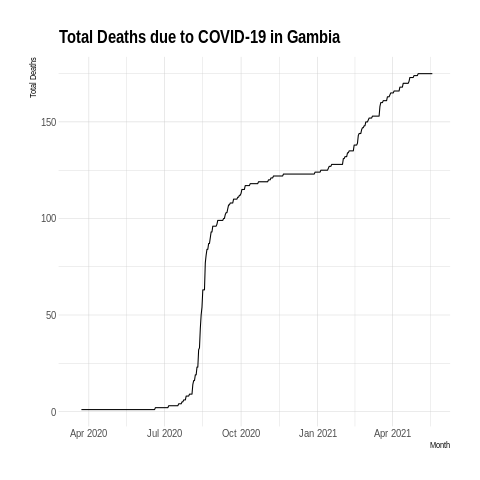 Total Deaths due to COVID-19 in Gambia
Total Deaths
150
100
50
0
Apr 2020 Jul 2020 Oct 2020 Jan 2021 Apr 2021
Month